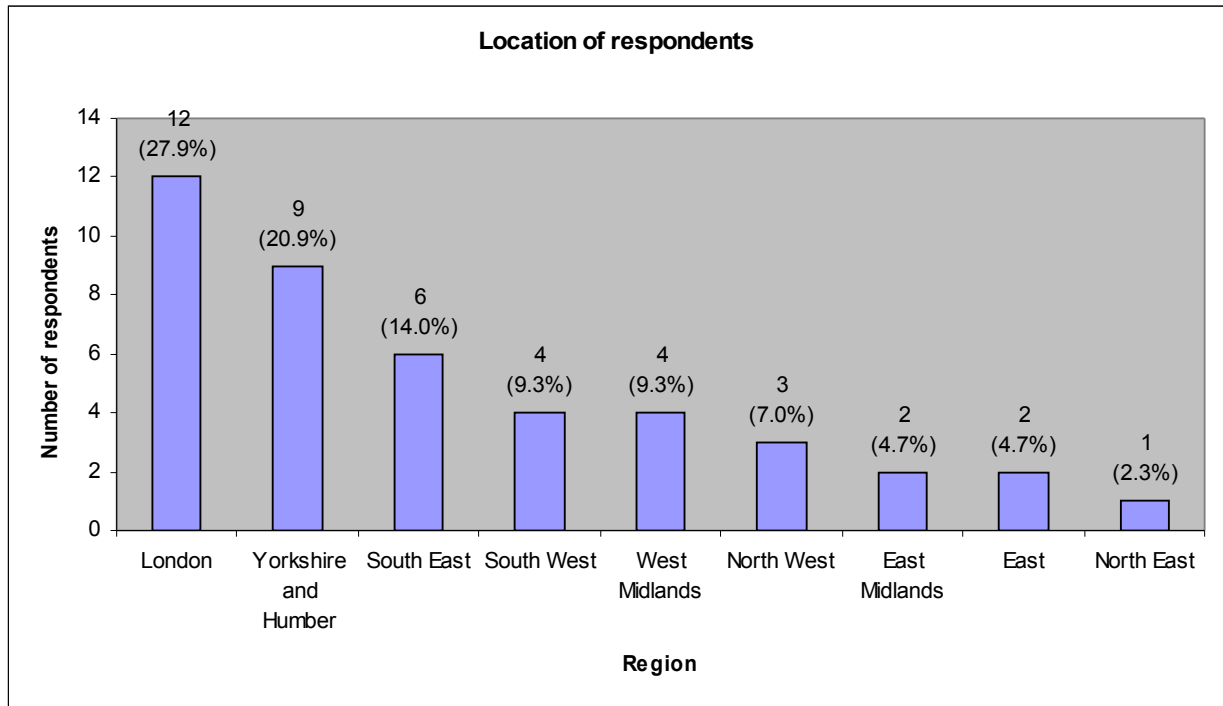 Location of respondents
Number of respondents
14
12
10
8
6
4
2
0
12
(27.9%)
9
(20.9%)
6
(14.0%)
4
(9.3%)
4
(9.3%)
3
(7.0%)
2
(4.7%)
2
(4.7%)
1
(2.3%)
London
Yorkshire
and
Humber
South East
South West
West
Midlands
North West
East
Midlands
East
North East
Region